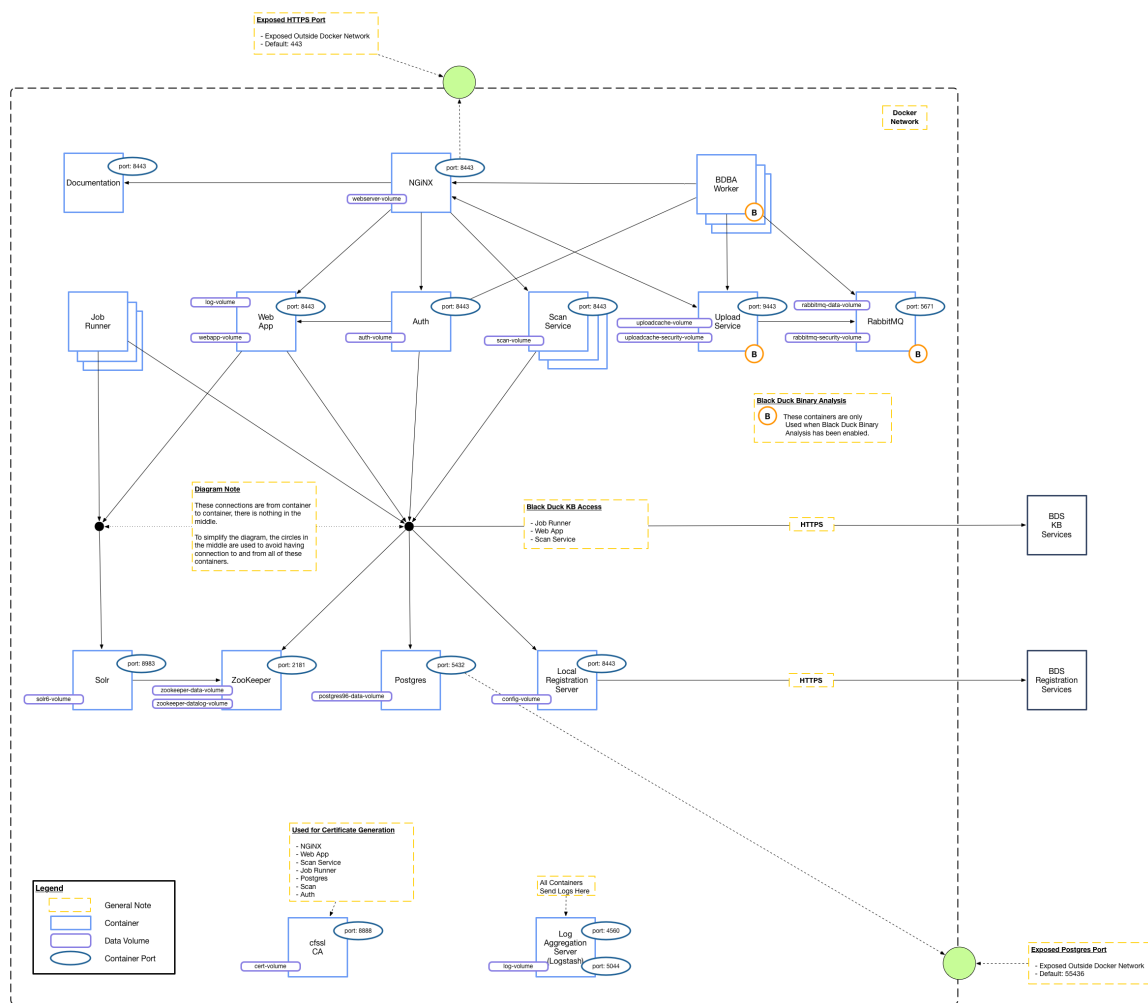 Exposed HTTPS Port
- Exposed Outside Docker Network
- Default: 443
Docker
Network
port: 8443
Documentation
port: 8443
NGiNX
webserver-volume
BDBA
Worker
B
Job
Runner
log-volume
port: 8443
Web
App
webapp-volume
port: 8443
Auth
auth-volume
port: 8443
Scan
Service
scan-volume
port: 9443
Upload
Service
uploadcache-volume
uploadcache-security-volume
B
rabbitmq-data-volume
port: 5671
RabbitMQ
rabbitmq-security-volume
B
Black Duck Binary Analysis
B
These containers are only
Used when Black Duck Binary
Analysis has been enabled.
Diagram Note
These connections are from container
to container, there is nothing in the
middle.
To simplify the diagram, the circles in
the middle are used to avoid having
connection to and from all of these
containers.
Black Duck KB Access
- Job Runner
- Web App
- Scan Service
HTTPS
BDS
KB
Services
port: 8983
Solr
solr6-volume
port: 2181
ZooKeeper
zookeeper-data-volume
zookeeper-datalog-volume
port: 5432
Postgres
postgres96-data-volume
port: 8443
Local
Registration
Server
config-volume
HTTPS
BDS
Registration
Services
Used for Certificate Generation
- NGiNX
- Web App
- Scan Service
- Job Runner
- Postgres
- Scan
- Auth
port: 8888
cfssl
CA
cert-volume
All Containers
Send Logs Here
port: 4560
Log
Aggregation
Server
(Logstash)
log-volume
port: 5044
Legend
General Note
Container
Data Volume
Container Port
Exposed Postgres Port
- Exposed Outside Docker Network
- Default: 55436